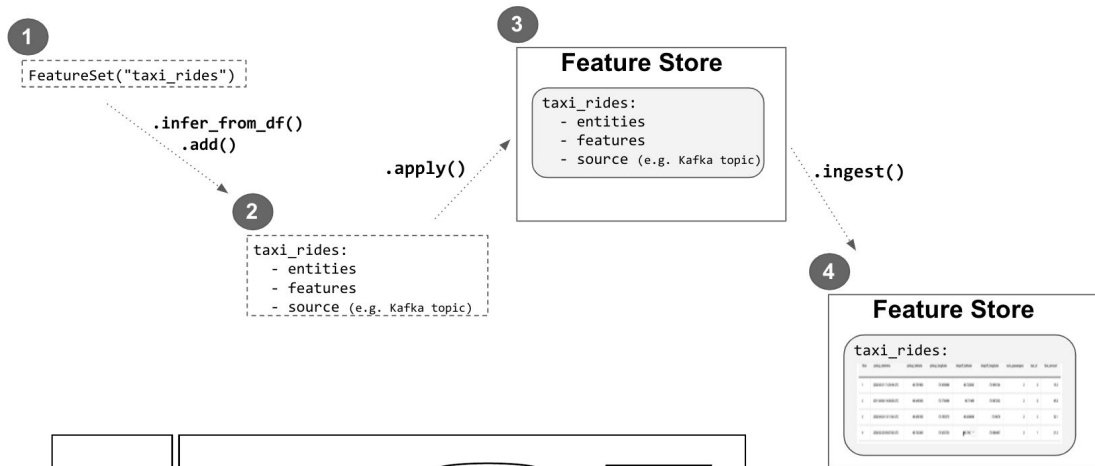 1
FeatureSet("taxi_rides")
.infer_from_df()
.add()
2
taxi_rides:
- entities
- features
- source (e.g. Kafka topic)
.apply()
3
Feature Store
taxi_rides:
- entities
- features
- source (e.g. Kafka topic)
.ingest()
4
Feature Store
taxi_rides: